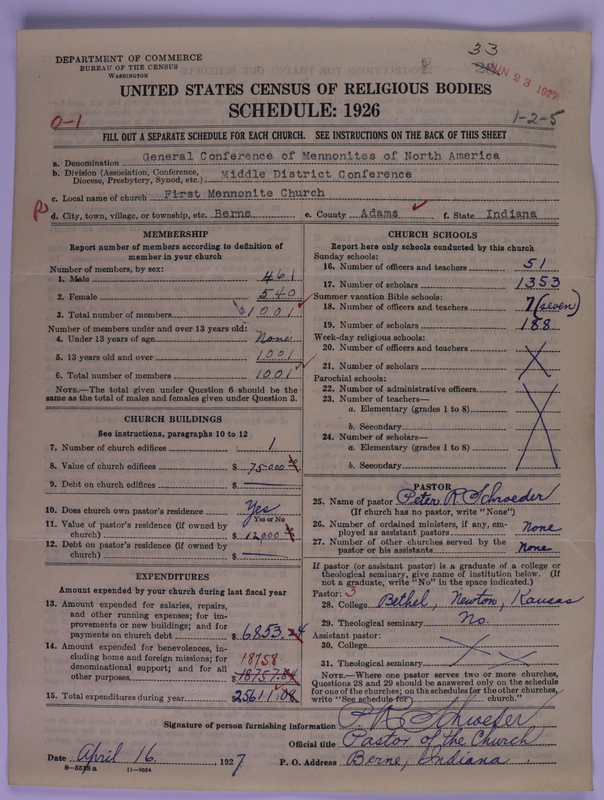 33
JUN 23 1927
DEPARTMENT OF COMMERCE
BUREAU OF THE CENSUS
WASHINGTON
UNITED STATES CENSUS OF RELIGIOUS BODIES
SCHEDULE: 1926
0-1
1-2-5
FILL OUT A SEPARATE SCHEDULE FOR EACH CHURCH. SEE INSTRUCTIONS ON THE BACK OF THIS SHEET
a. Denomination General Conference of Mennonites of North America
b. Division (Association, Conference, Diocese, Presbytery, Synod, etc.) Middle District Conference
c. Local name of church First Mennonite Church
d. City, town, village, or township, etc. Berne e. County Adams f. State Indiana
MEMBERSHIP
Report number of members according to definition of
member in your church
Number of members, by sex:
1. Male 461
2. Female 540
3. Total number of members 1001
Number of members under and over 13 years old:
4. Under 13 years of age None
5. 13 years old and over 1001
6. Total number of members 1001
NOTE.—The total given under Question 6 should be the
same as the total of males and females given under Question 3.
CHURCH BUILDINGS
See instructions, paragraphs 10 to 12
7. Number of church edifices 1
8. Value of church edifices $ 75000
9. Debt on church edifices $
10. Does church own pastor's residence Yes
Yes or No
11. Value of pastor's residence (if owned by
church) $ 12,000
12. Debt on pastor's residence (if owned by
church) $
EXPENDITURES
Amount expended by your church during last fiscal year
13. Amount expended for salaries, repairs,
and other running expenses; for im-
provements or new buildings; and for
payments on church debt $ 6853.24
14. Amount expended for benevolences, in-
cluding home and foreign missions; for
denominational support; and for all
other purposes $ 18757.84
18758
15. Total expenditures during year $ 25611.08
CHURCH SCHOOLS
Report here only schools conducted by this church
Sunday schools:
16. Number of officers and teachers 51
17. Number of scholars 1353
Summer vacation Bible schools:
18. Number of officers and teachers 7 (seven)
19. Number of scholars 188
Week-day religious schools:
20. Number of officers and teachers
21. Number of scholars
Parochial schools:
22. Number of administrative officers
23. Number of teachers—
a. Elementary (grades 1 to 8)
b. Secondary
24. Number of scholars—
a. Elementary (grades 1 to 8)
b. Secondary
PASTOR
25. Name of pastor Peter R. Schroeder
(If church has no pastor, write "None")
26. Number of ordained ministers, if any, em-
ployed as assistant pastors None
27. Number of other churches served by the
pastor or his assistants None
If pastor (or assistant pastor) is a graduate of a college or
theological seminary, give name of institution below. (If
not a graduate, write "No" in the space indicated.)
Pastor: 3
28. College Bethel, Newton, Kansas
29. Theological seminary No.
Assistant pastor:
30. College
31. Theological seminary
NOTE.—Where one pastor serves two or more churches,
Questions 28 and 29 should be answered only on the schedule
for one of the churches; on the schedules for the other churches,
write "See schedule for church."
Signature of person furnishing information P. R. Schroeder
Official title Pastor of the Church
Date April 16, 1927 P. O. Address Berne, Indiana
8—5518 a 11—9034